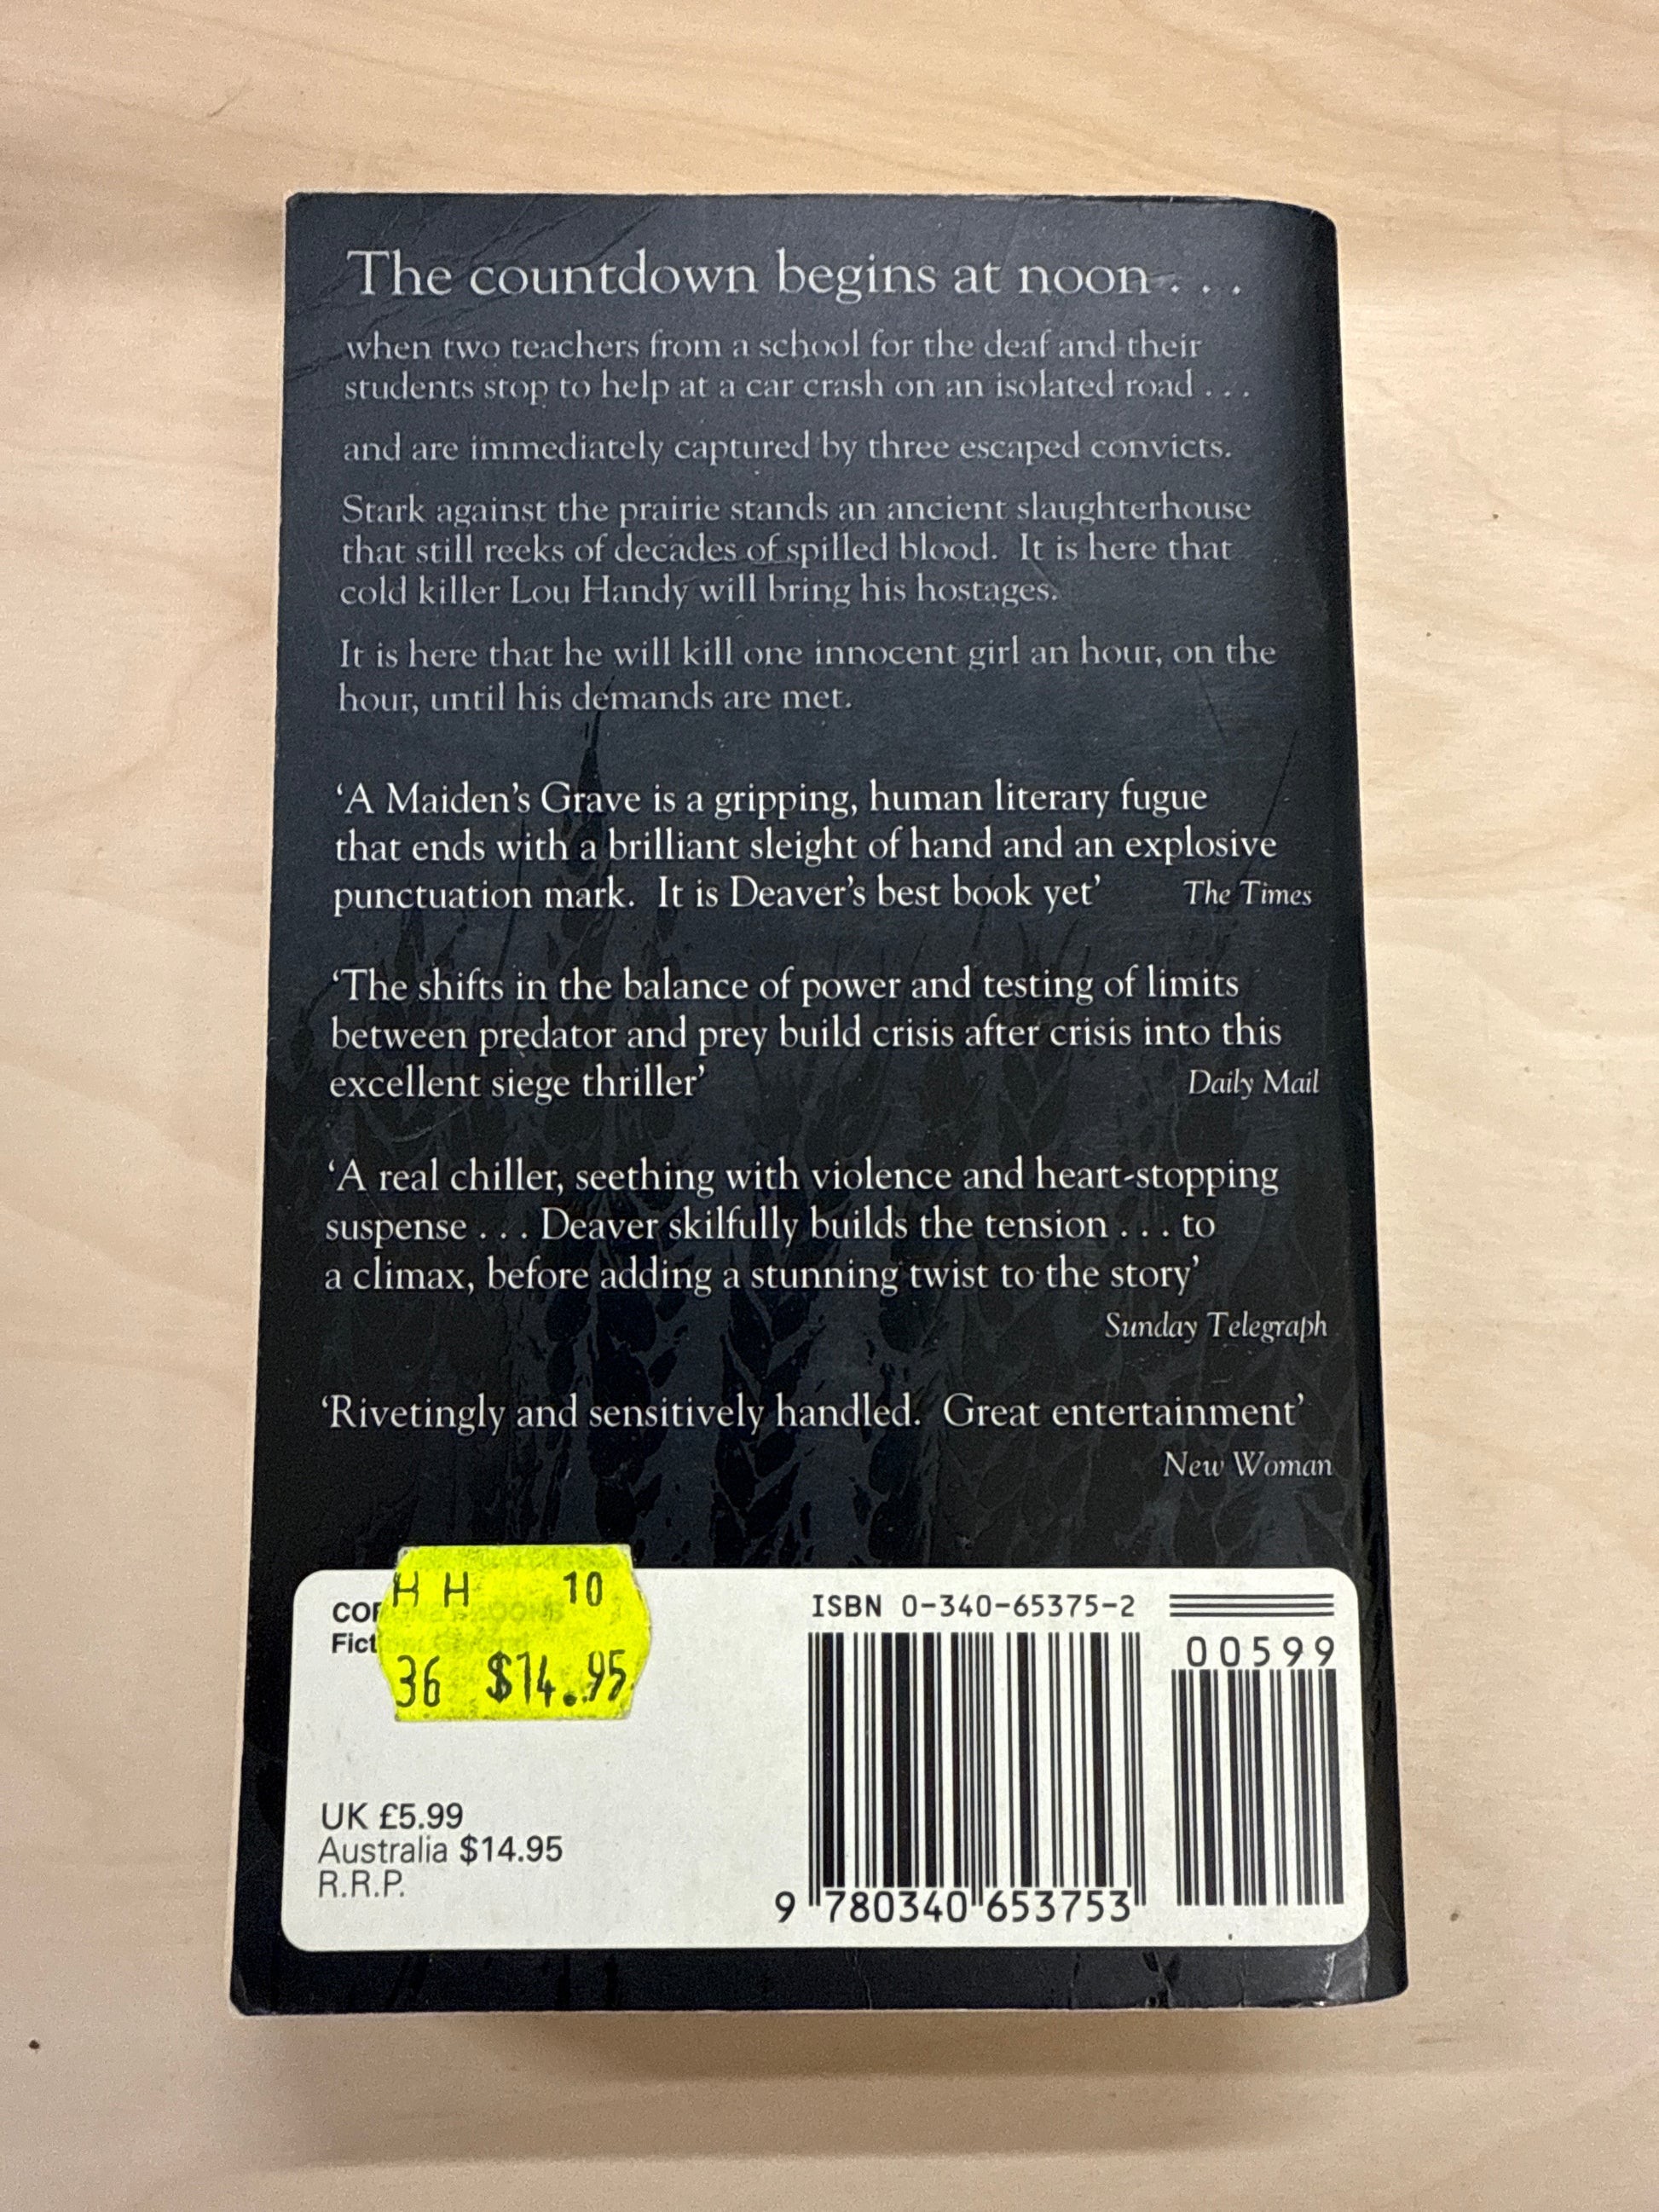 The countdown begins at noon . . .
when two teachers from a school for the deaf and their
students stop to help at a car crash on an isolated road . . .
and are immediately captured by three escaped convicts.
Stark against the prairie stands an ancient slaughterhouse
that still reeks of decades of spilled blood. It is here that
cold killer Lou Handy will bring his hostages.
It is here that he will kill one innocent girl an hour, on the
hour, until his demands are met.
‘A Maiden’s Grave is a gripping, human literary fugue
that ends with a brilliant sleight of hand and an explosive
punctuation mark. It is Deaver’s best book yet’ The Times
‘The shifts in the balance of power and testing of limits
between predator and prey build crisis after crisis into this
excellent siege thriller’ Daily Mail
‘A real chiller, seething with violence and heart-stopping
suspense . . . Deaver skilfully builds the tension . . . to
a climax, before adding a stunning twist to the story’
Sunday Telegraph
‘Rivetingly and sensitively handled. Great entertainment’
New Woman
H H 10
36 $14.95
UK £5.99
Australia $14.95
R.R.P.
ISBN 0-340-65375-2
00599
9 780340 653753